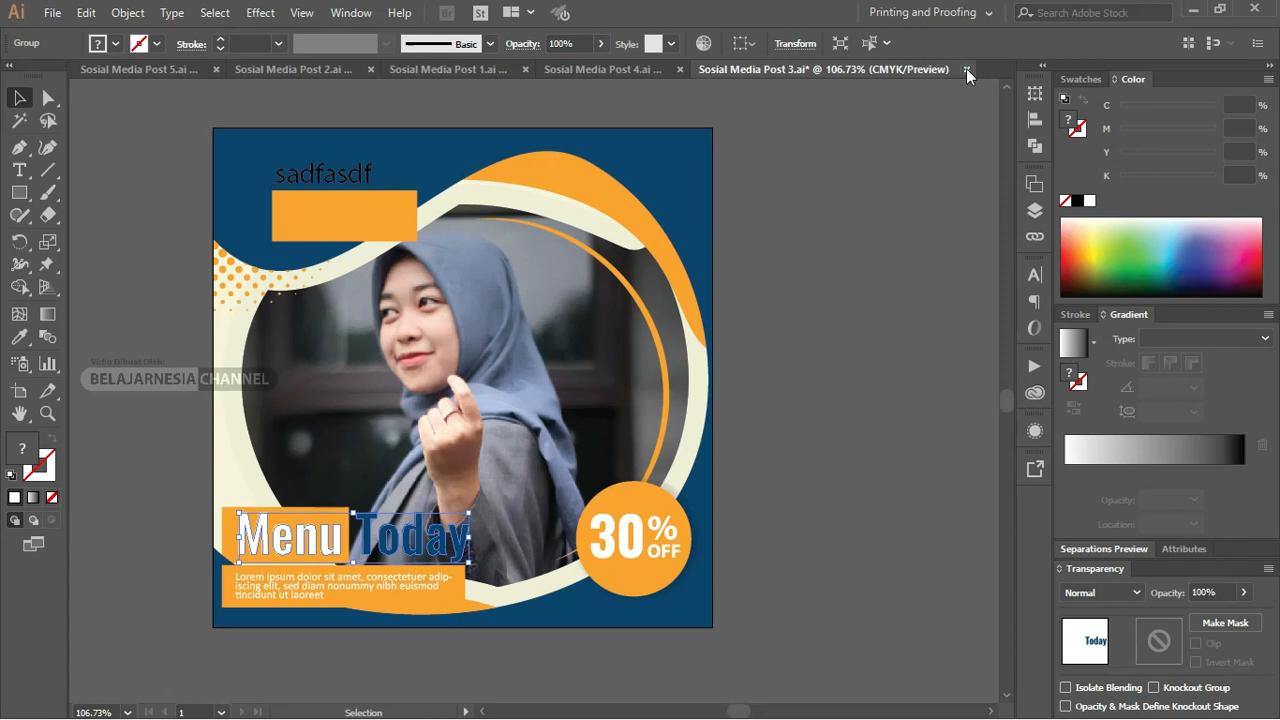 Ai File Edit Object Type Select Effect View Window Help Br St Printing and Proofing Search Adobe Stock
Group ? Stroke: Basic Opacity: 100% Style: Transform
Sosial Media Post 5.ai ... × Sosial Media Post 2.ai ... × Sosial Media Post 1.ai ... × Sosial Media Post 4.ai ... × Sosial Media Post 3.ai* @ 106.73% (CMYK/Preview)
Swatches Color
C %
M %
Y %
K %
sadfasdf
Stroke Gradient
Type:
Stroke:
Vidio Dibuat Oleh:
BELAJARNESIA CHANNEL
Opacity:
Location:
Menu Today
30% OFF
Lorem ipsum dolor sit amet, consectetuer adip-
iscing elit, sed diam nonummy nibh euismod
tincidunt ut laoreet
Separations Preview Attributes
Transparency
Normal Opacity: 100%
Make Mask
Today
Clip
Invert Mask
Isolate Blending Knockout Group
Opacity & Mask Define Knockout Shape
106.73% 1 Selection